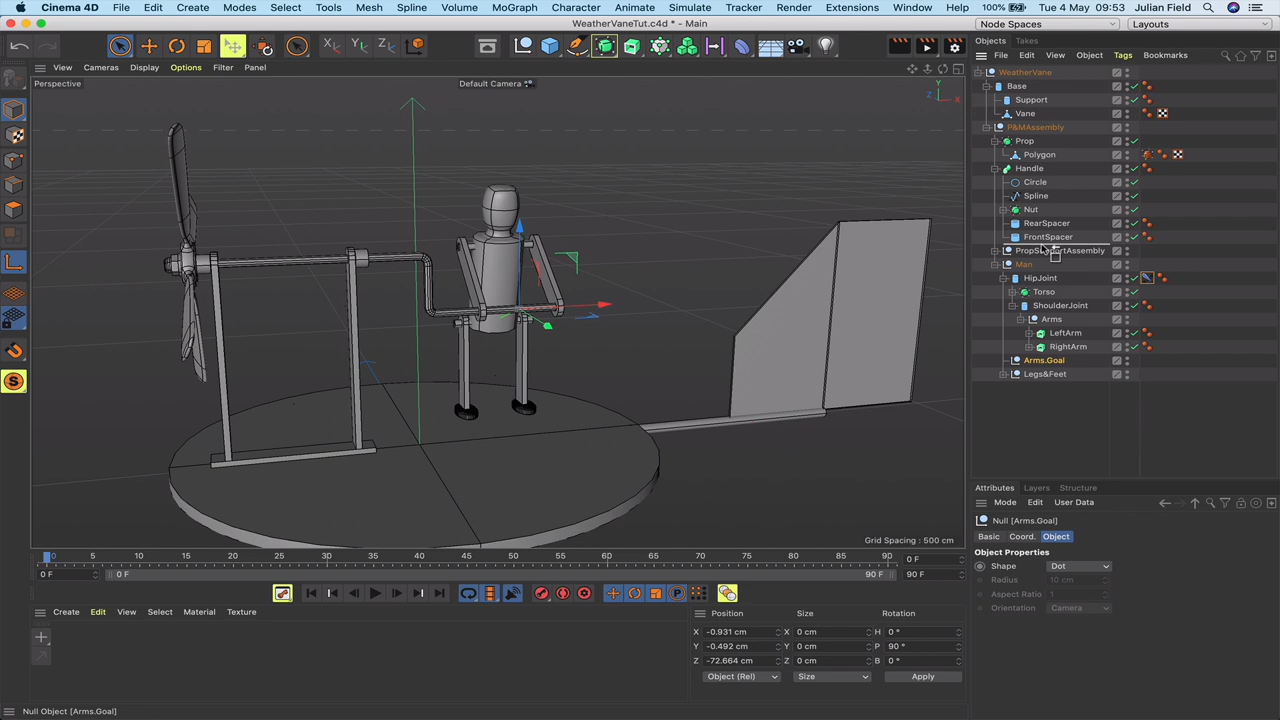 Cinema 4D File Edit Create Modes Select Tools Mesh Spline Volume MoGraph Character Animate Simulate Tracker Render Extensions Window Help Julian Field Tue 4 May 09:53
WeatherVaneTut.c4d * - Main
Node Spaces Layouts
Objects Takes
File Edit View Object Tags Bookmarks
View Cameras Display Options Filter Panel
Perspective
Default Camera
Y
Z X
WeatherVane
Base
Support
Vane
P&MAssembly
Prop
Polygon
Handle
Circle
Spline
Nut
RearSpacer
FrontSpacer
Man
HipJoint
Torso
ShoulderJoint
Arms
LeftArm
RightArm
Arms.Goal
Legs&Feet
Grid Spacing : 500 cm
0 5 10 15 20 25 30 35 40 45 50 55 60 65 70 75 80 85 90 0 F
0 F 0 F 90 F 90 F
Create Edit View Select Material Texture
Position Size Rotation
X -0.931 cm X 0 cm H 0 °
Y -0.492 cm Y 0 cm P 90 °
Z -72.664 cm Z 0 cm B 0 °
Object (Rel) Size Apply
Attributes Layers Structure
Mode Edit User Data
Null [Arms.Goal]
Basic Coord. Object
Object Properties
Shape Dot
Radius 10 cm
Aspect Ratio 1
Orientation Camera
Null Object [Arms.Goal]